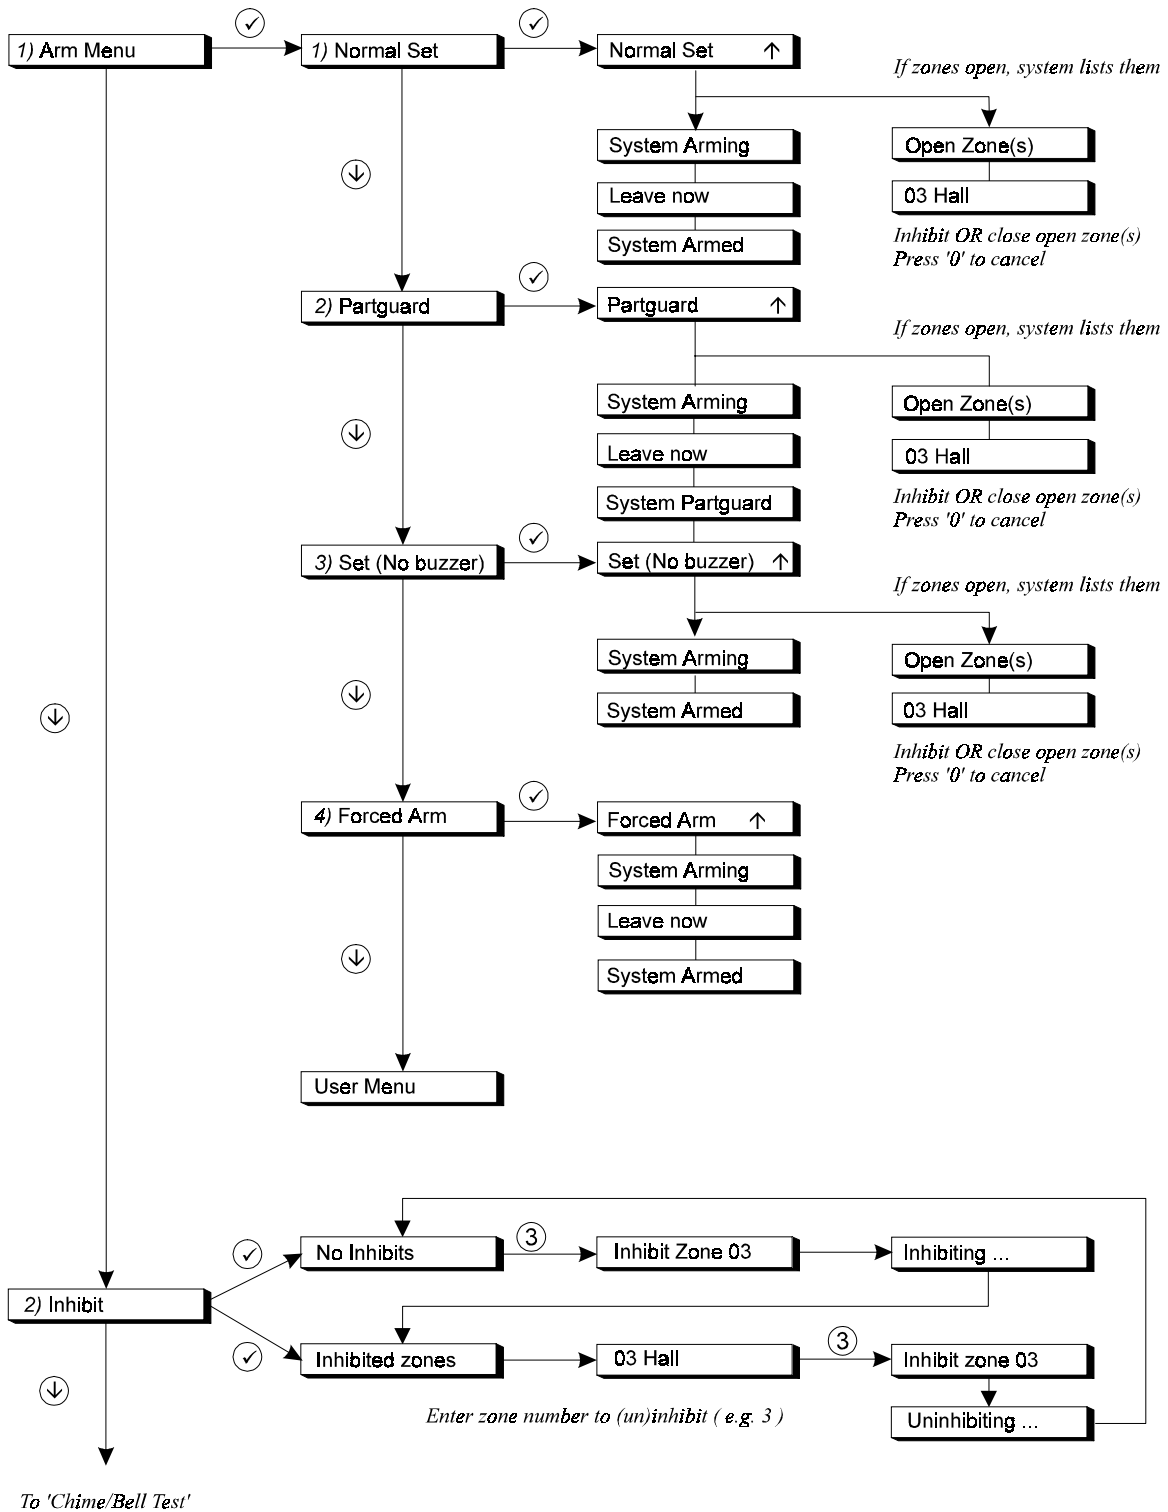 1) Arm Menu
✓
1) Normal Set
✓
Normal Set ↑
If zones open, system lists them
System Arming
Open Zone(s)
↓
Leave now
03 Hall
System Armed
Inhibit OR close open zone(s)
Press '0' to cancel
2) Partguard
✓
Partguard ↑
If zones open, system lists them
System Arming
Open Zone(s)
↓
Leave now
03 Hall
System Partguard
Inhibit OR close open zone(s)
Press '0' to cancel
3) Set (No buzzer)
✓
Set (No buzzer) ↑
If zones open, system lists them
System Arming
Open Zone(s)
↓
↓
System Armed
03 Hall
Inhibit OR close open zone(s)
Press '0' to cancel
4) Forced Arm
✓
Forced Arm ↑
System Arming
Leave now
↓
System Armed
User Menu
2) Inhibit
✓
No Inhibits
3
Inhibit Zone 03
Inhibiting ...
✓
Inhibited zones
03 Hall
3
Inhibit zone 03
↓
Enter zone number to (un)inhibit ( e.g. 3 )
Uninhibiting ...
To 'Chime/Bell Test'